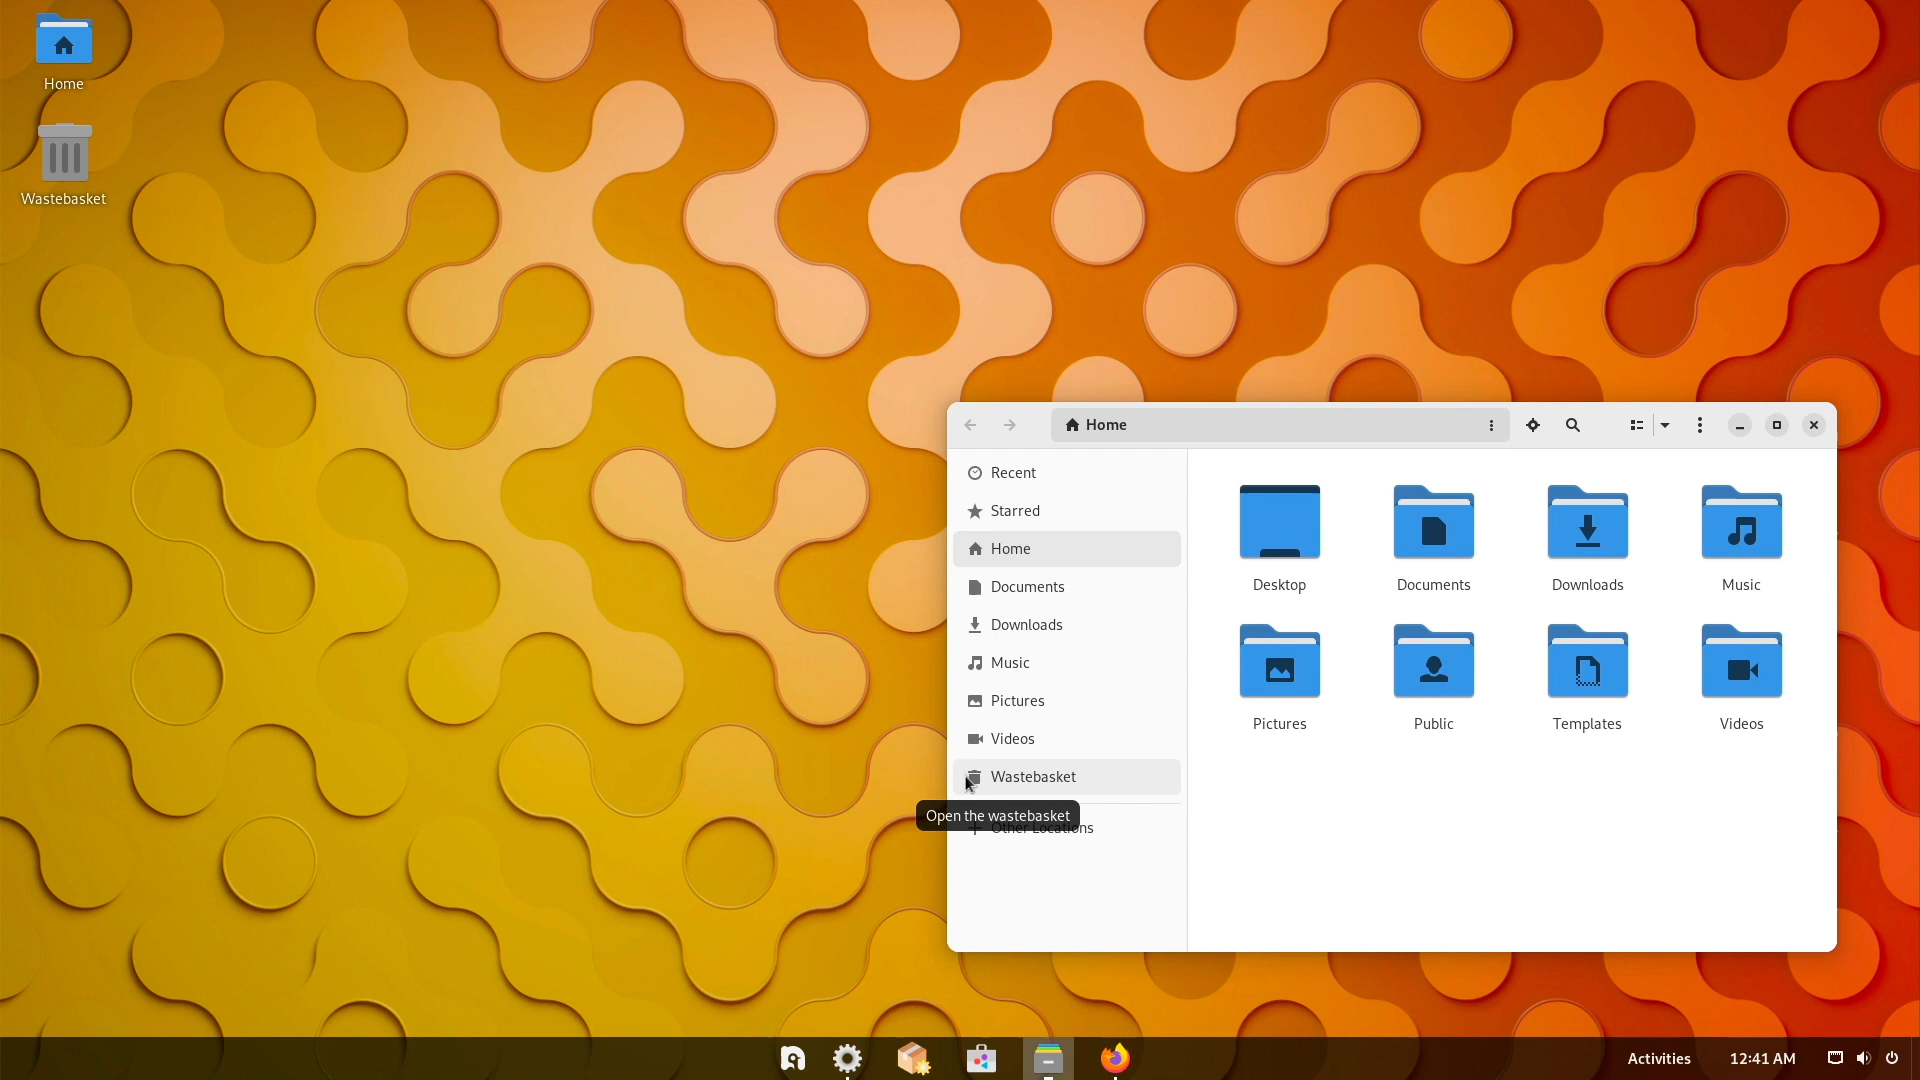 Home
Wastebasket
Home
Recent
Starred
Home
Documents
Downloads
Music
Pictures
Videos
Wastebasket
Open the wastebasket
Other Locations
Desktop
Documents
Downloads
Music
Pictures
Public
Templates
Videos
Activities
12:41 AM